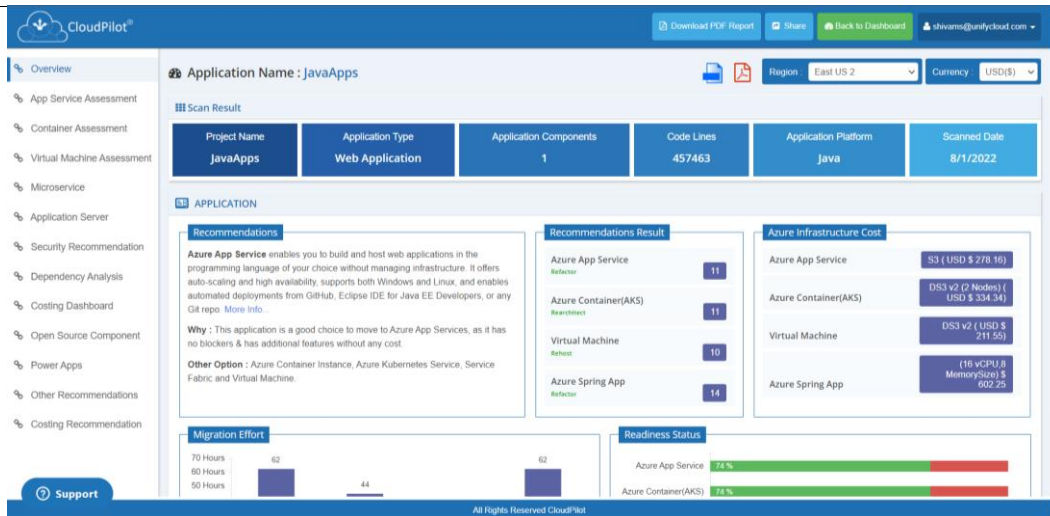 CloudPilot®
Download PDF Report
Share
Back to Dashboard
shivams@unifycloud.com
Overview
App Service Assessment
Container Assessment
Virtual Machine Assessment
Microservice
Application Server
Security Recommendation
Dependency Analysis
Costing Dashboard
Open Source Component
Power Apps
Other Recommendations
Costing Recommendation
Support
Application Name : JavaApps
Region :
East US 2
Currency :
USD($)
Scan Result
Project Name
JavaApps
Application Type
Web Application
Application Components
1
Code Lines
457463
Application Platform
Java
Scanned Date
8/1/2022
APPLICATION
Recommendations
Azure App Service enables you to build and host web applications in the
programming language of your choice without managing infrastructure. It offers
auto-scaling and high availability, supports both Windows and Linux, and enables
automated deployments from GitHub, Eclipse IDE for Java EE Developers, or any
Git repo. More Info...
Why : This application is a good choice to move to Azure App Services, as it has
no blockers & has additional features without any cost.
Other Option : Azure Container Instance, Azure Kubernetes Service, Service
Fabric and Virtual Machine.
Recommendations Result
Azure App Service
Refactor
11
Azure Container(AKS)
Rearchitect
11
Virtual Machine
Rehost
10
Azure Spring App
Refactor
14
Azure Infrastructure Cost
Azure App Service
S3 ( USD $ 278.16)
Azure Container(AKS)
DS3 v2 (2 Nodes) (
USD $ 334.34)
Virtual Machine
DS3 v2 ( USD $
211.55)
Azure Spring App
(16 vCPU,8
MemorySize) $
602.25
Migration Effort
70 Hours
60 Hours
50 Hours
62
44
62
Readiness Status
Azure App Service
74 %
Azure Container(AKS)
74 %
All Rights Reserved CloudPilot